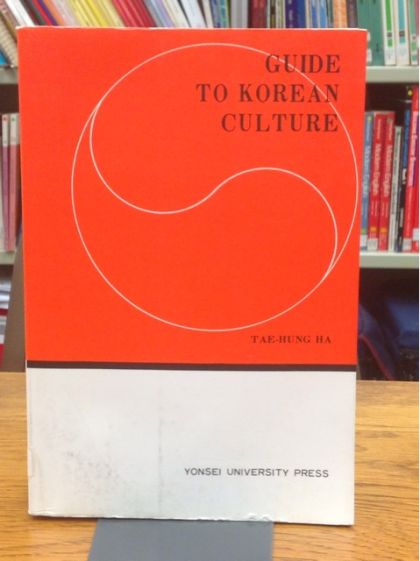 GUIDE
TO KOREAN
CULTURE
TAE-HUNG HA
YONSEI UNIVERSITY PRESS